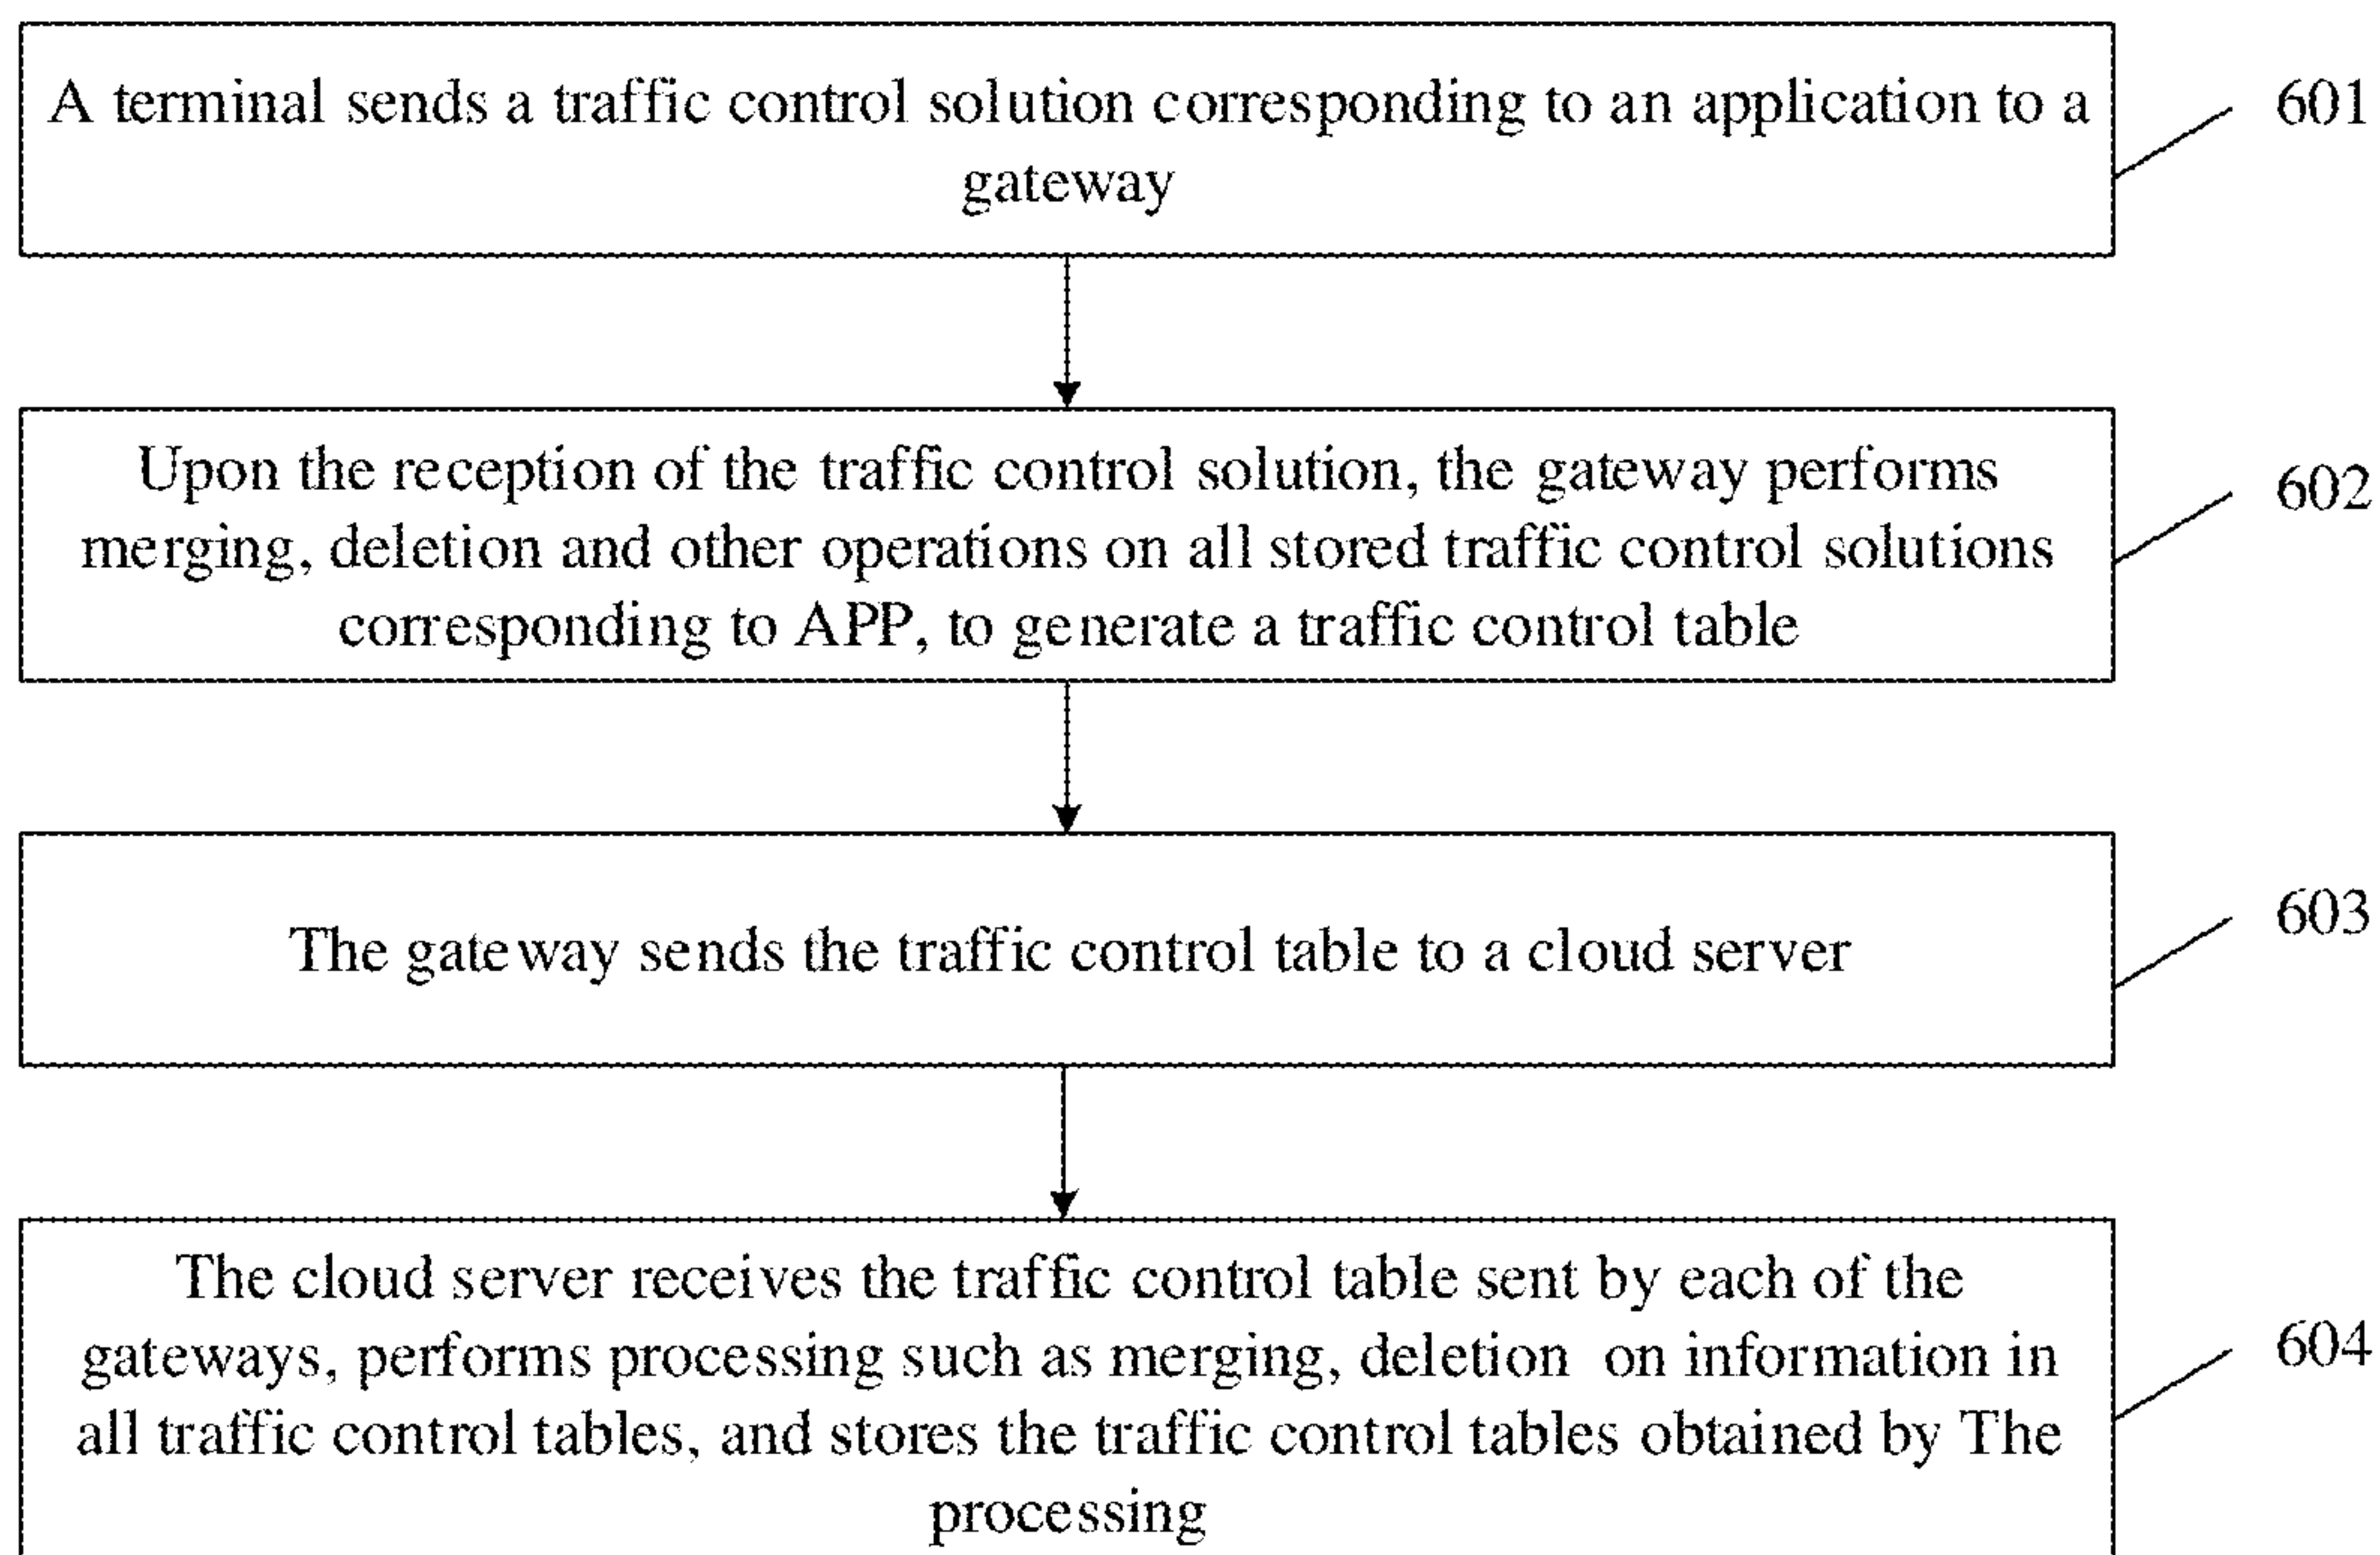 A terminal sends a traffic control solution corresponding to an application to a
gateway
601
Upon the reception of the traffic control solution, the gateway performs
merging, deletion and other operations on all stored traffic control solutions
corresponding to APP, to generate a traffic control table
602
The gateway sends the traffic control table to a cloud server
603
The cloud server receives the traffic control table sent by each of the
gateways, performs processing such as merging, deletion on information in
all traffic control tables, and stores the traffic control tables obtained by The
processing
604